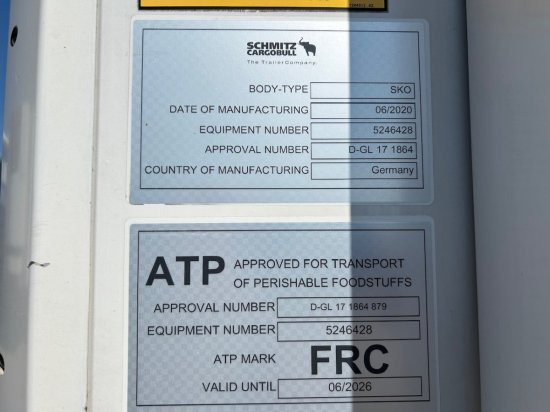 SCHMITZ
CARGOBULL
The Trailer Company.
BODY-TYPE SKO
DATE OF MANUFACTURING 06/2020
EQUIPMENT NUMBER 5246428
APPROVAL NUMBER D-GL 17 1864
COUNTRY OF MANUFACTURING Germany
ATP APPROVED FOR TRANSPORT
OF PERISHABLE FOODSTUFFS
APPROVAL NUMBER D-GL 17 1864 879
EQUIPMENT NUMBER 5246428
ATP MARK FRC
VALID UNTIL 06/2026